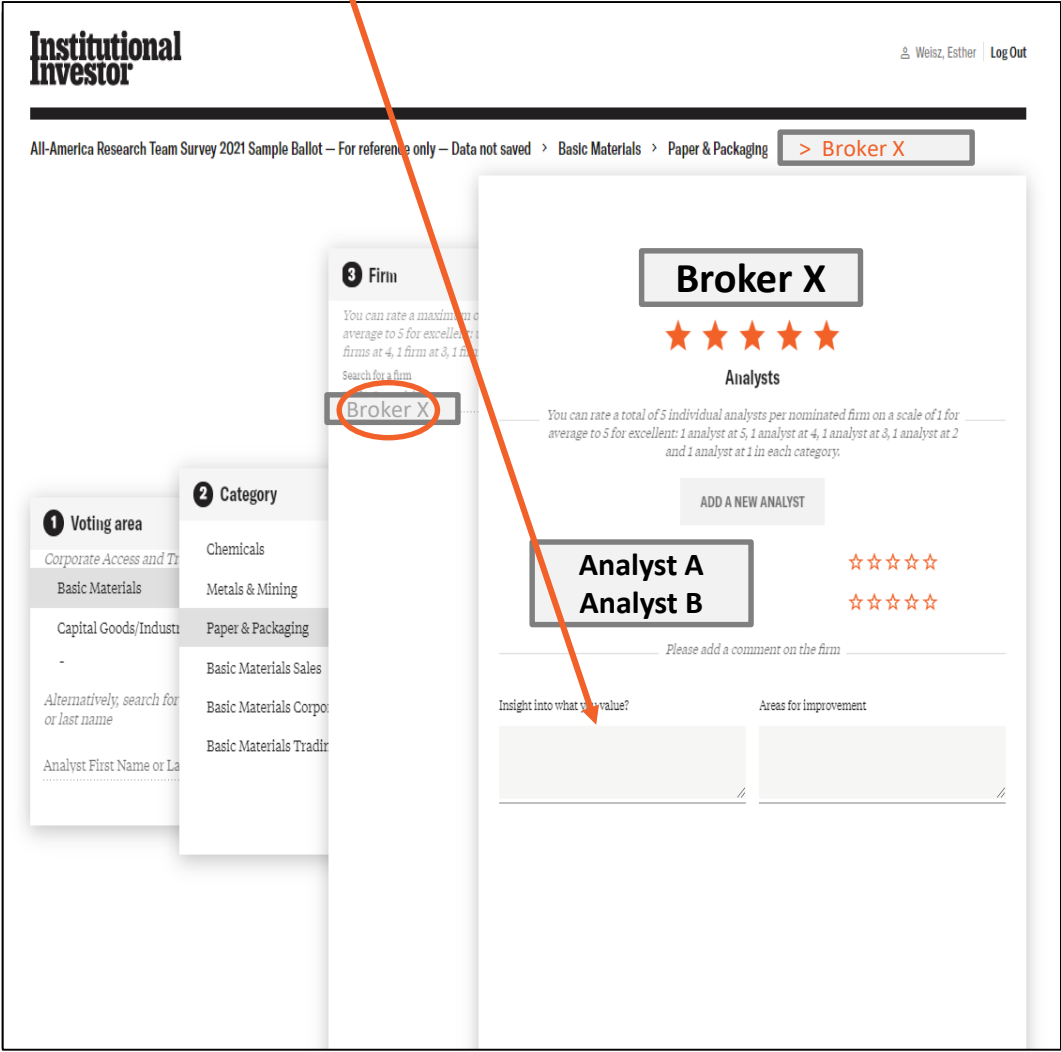 Institutional
Investor
Weisz, Esther | Log Out
All-America Research Team Survey 2021 Sample Ballot – For reference only – Data not saved > Basic Materials > Paper & Packaging > Broker X
1 Voting area
Corporate Access and
Basic Materials
Capital Goods/
-
Alternatively, search for
or last name
Analyst First Name or
2 Category
Chemicals
Metals & Mining
Paper & Packaging
Basic Materials Sales
Basic Materials
Basic Materials
3 Firm
You can rate a maximum
average to 5 for excellent:
firms at 4, 1 firm at 3, 1
Search for a firm
Broker X
Broker X
Analysts
You can rate a total of 5 individual analysts per nominated firm on a scale of 1 for
average to 5 for excellent: 1 analyst at 5, 1 analyst at 4, 1 analyst at 3, 1 analyst at 2
and 1 analyst at 1 in each category.
ADD A NEW ANALYST
Analyst A
Analyst B
Please add a comment on the firm
Insight into what you value?
Areas for improvement